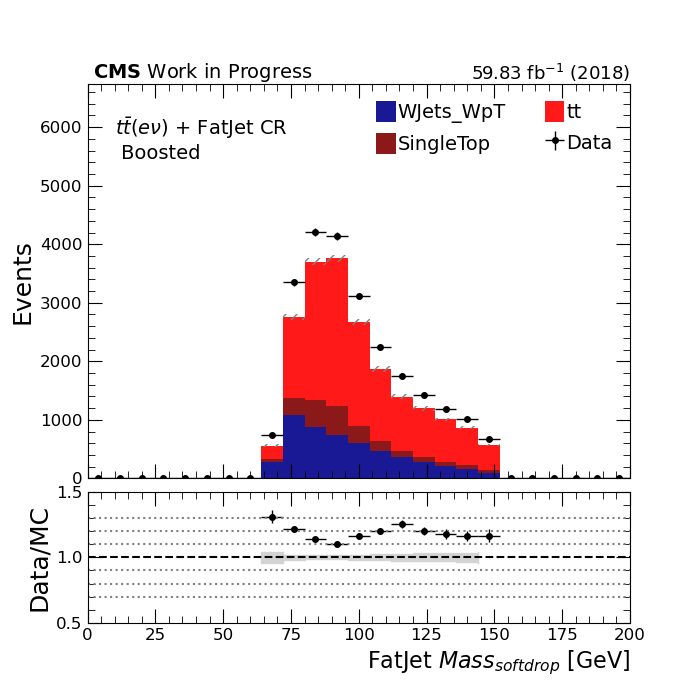 CMS Work in Progress 59.83 fb⁻¹ (2018)
tt̄(eν) + FatJet CR
Boosted
WJets_WpT tt
SingleTop Data
Events
6000
5000
4000
3000
2000
1000
0
Data/MC
1.5
1.0
0.5
0 25 50 75 100 125 150 175 200
FatJet Mass_softdrop [GeV]